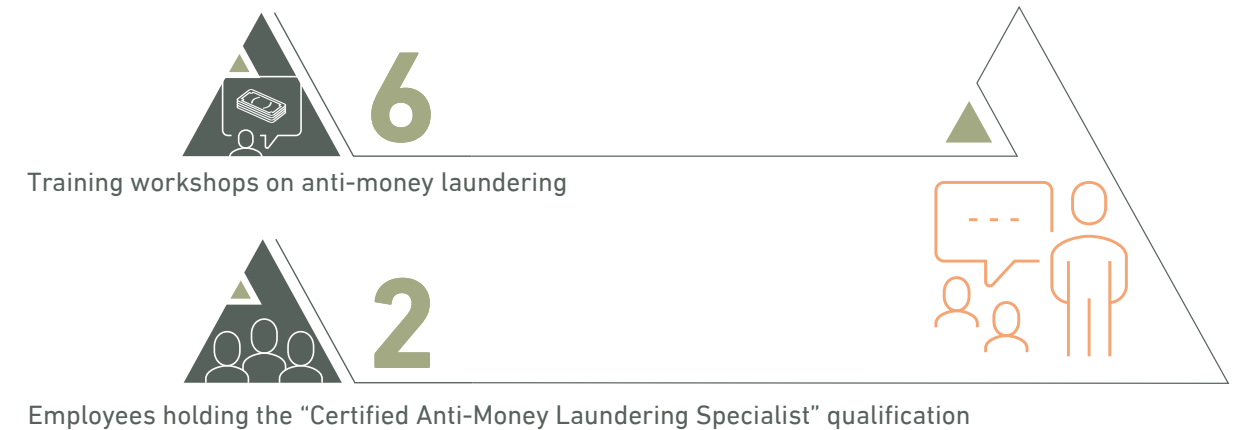 6
Training workshops on anti-money laundering
2
Employees holding the “Certified Anti-Money Laundering Specialist” qualification